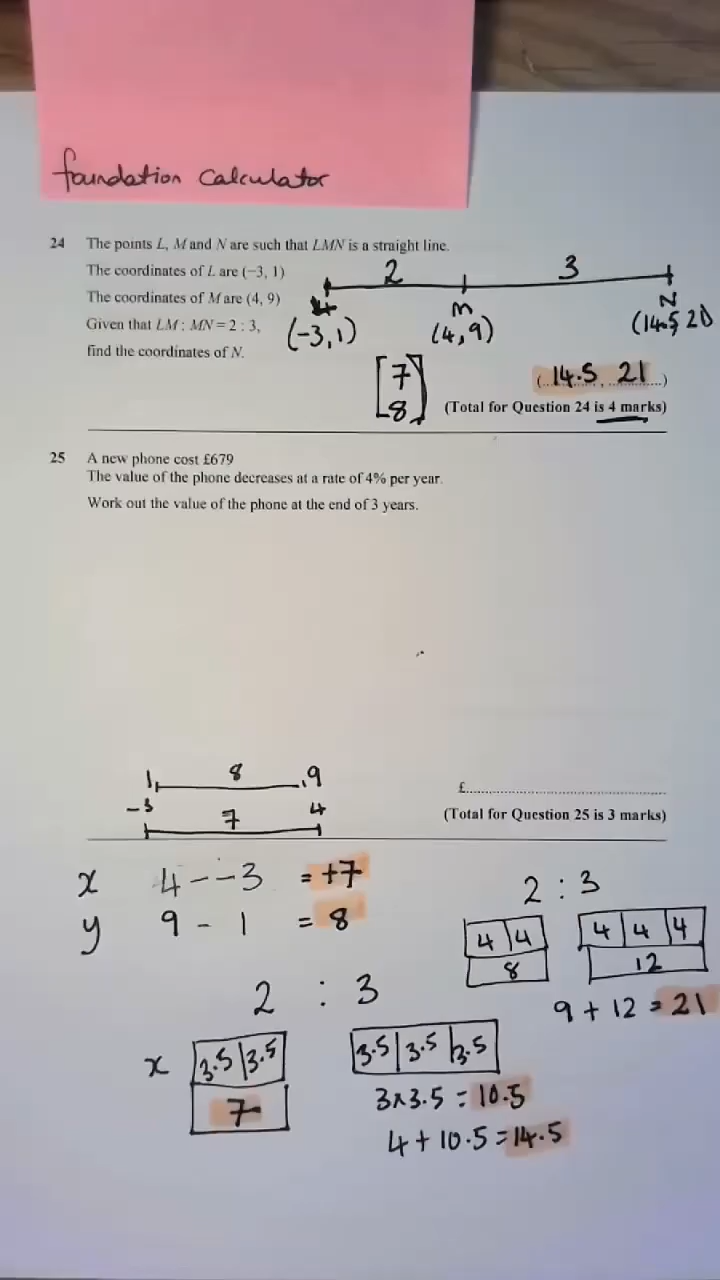 foundation calculator
24 The points L, M and N are such that LMN is a straight line.
The coordinates of L are (−3, 1)
The coordinates of M are (4, 9)
Given that LM : MN = 2 : 3,
find the coordinates of N.
2 3
M N
(-3,1) (4,9) (14.5, 21)
[7
8]
(14.5, 21)
(Total for Question 24 is 4 marks)
25 A new phone cost £679
The value of the phone decreases at a rate of 4% per year.
Work out the value of the phone at the end of 3 years.
£
(Total for Question 25 is 3 marks)
1 8 9
-3 7 4
x 4 - -3 = +7
y 9 - 1 = 8
2 : 3
4 4 4 4 4
8 12
9 + 12 = 21
2 : 3
x 3.5 3.5 3.5 3.5 3.5
7
3x3.5 = 10.5
4 + 10.5 = 14.5